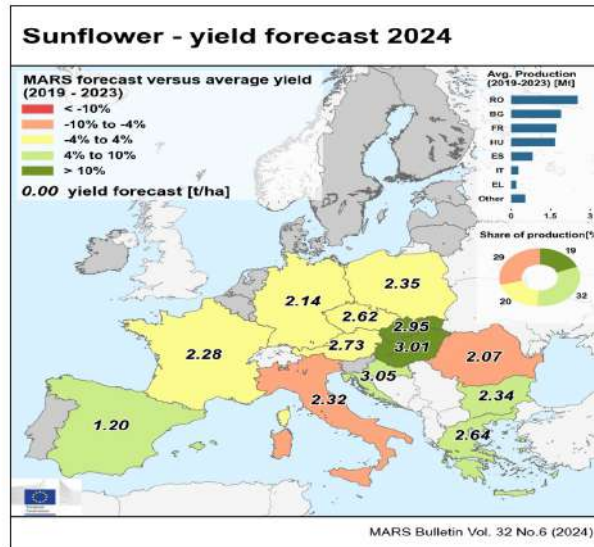 Sunflower - yield forecast 2024
MARS forecast versus average yield
(2019 - 2023)
< -10%
-10% to -4%
-4% to 4%
4% to 10%
> 10%
0.00 yield forecast [t/ha]
Avg. Production
(2019-2023) [Mt]
RO
BG
FR
HU
ES
IT
EL
Other
0 1.5 3
Share of production[%
29 19
20 32
2.35
2.14
2.62
2.95
2.73 3.01
2.28
2.07
3.05
2.32
2.34
1.20
2.64
European
Commission
MARS Bulletin Vol. 32 No.6 (2024)